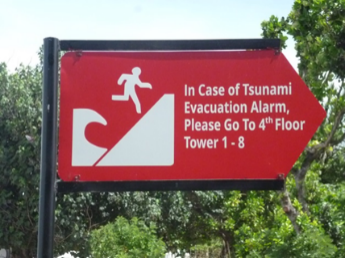 In Case of Tsunami
Evacuation Alarm,
Please Go To 4th Floor
Tower 1 - 8